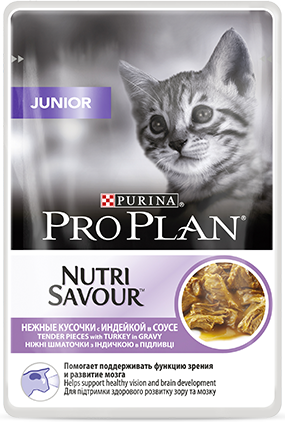 JUNIOR
PURINA®
PRO PLAN®
NUTRI
SAVOUR™
НЕЖНЫЕ КУСОЧКИ с ИНДЕЙКОЙ в СОУСЕ
TENDER PIECES with TURKEY in GRAVY
НІЖНІ ШМАТОЧКИ з ІНДИЧКОЮ в ПІДЛИВЦІ
Помогает поддерживать функцию зрения
и развитие мозга
Helps support healthy vision and brain development
Для підтримки здорового розвитку зору та мозку